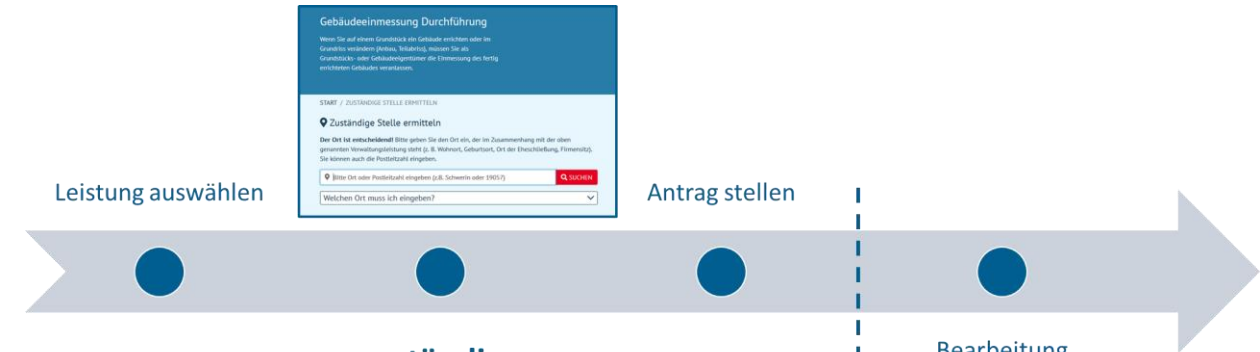 Gebäudeeinmessung Durchführung
Wenn Sie auf einem Grundstück ein Gebäude errichten oder im
Grundriss verändern (Anbau, Teilabriss), müssen Sie als
Grundstücks- oder Gebäudeeigentümer die Einmessung des fertig
errichteten Gebäudes veranlassen.
START / ZUSTÄNDIGE STELLE ERMITTELN
Zuständige Stelle ermitteln
Der Ort ist entscheidend! Bitte geben Sie den Ort ein, der im Zusammenhang mit der oben
genannten Verwaltungsleistung steht (z. B. Wohnort, Geburtsort, Ort der Eheschließung, Firmensitz).
Sie können auch die Postleitzahl eingeben.
Bitte Ort oder Postleitzahl eingeben (z.B. Schwerin oder 19057) SUCHEN
Welchen Ort muss ich eingeben?
Leistung auswählen
Antrag stellen
Bearbeitung